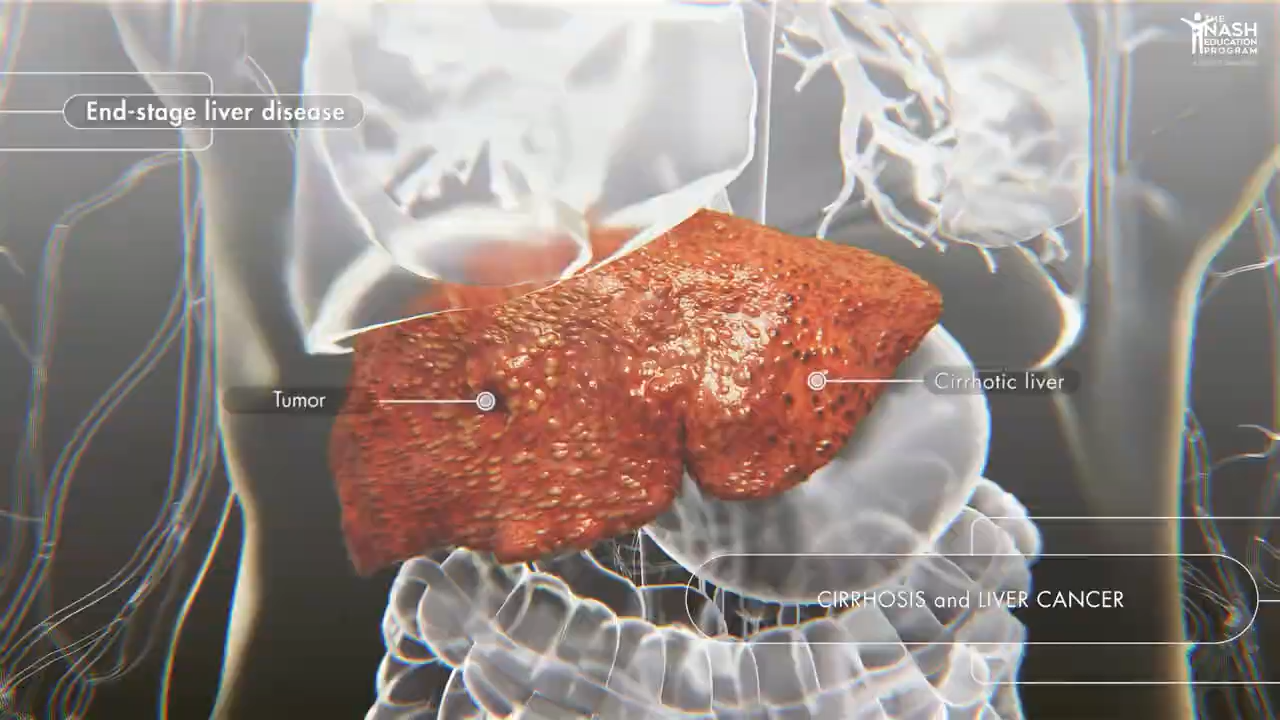 THE
NASH
EDUCATION
PROGRAM
End-stage liver disease
Cirrhotic liver
Tumor
CIRRHOSIS and LIVER CANCER